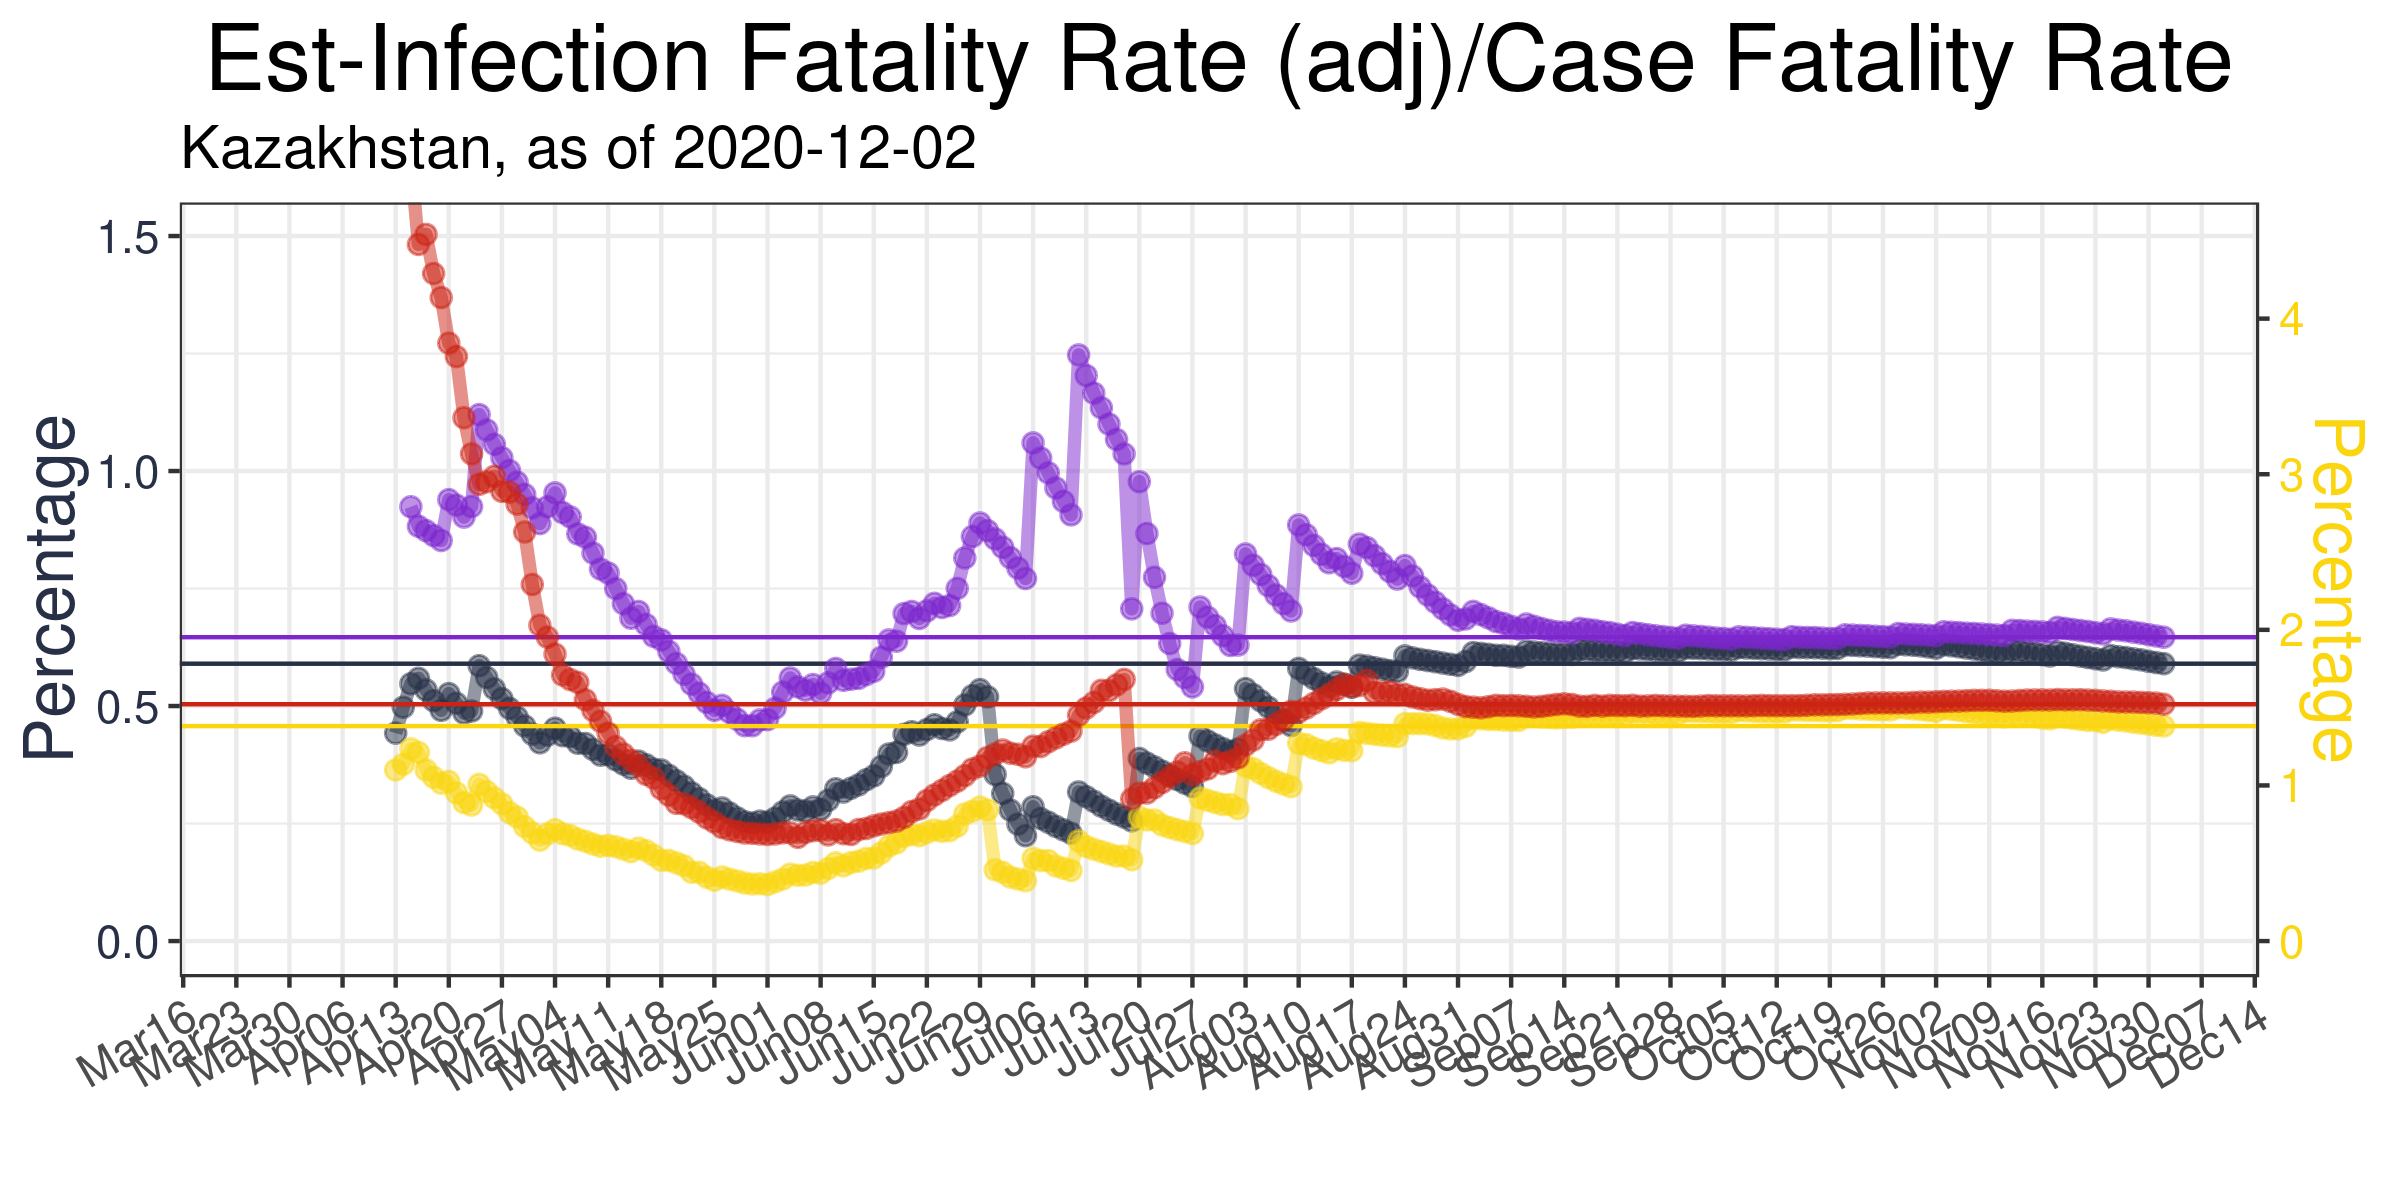 Est-Infection Fatality Rate (adj)/Case Fatality Rate
Kazakhstan, as of 2020-12-02
Percentage
1.5
1.0
0.5
0.0
4
3
2
1
0
Percentage
Mar16 Mar23 Mar30 Apr06 Apr13 Apr20 Apr27 May04 May11 May18 May25 Jun01 Jun08 Jun15 Jun22 Jun29 Jul06 Jul13 Jul20 Jul27 Aug03 Aug10 Aug17 Aug24 Aug31 Sep07 Sep14 Sep21 Sep28 Oct05 Oct12 Oct19 Oct26 Nov02 Nov09 Nov16 Nov23 Nov30 Dec07 Dec14